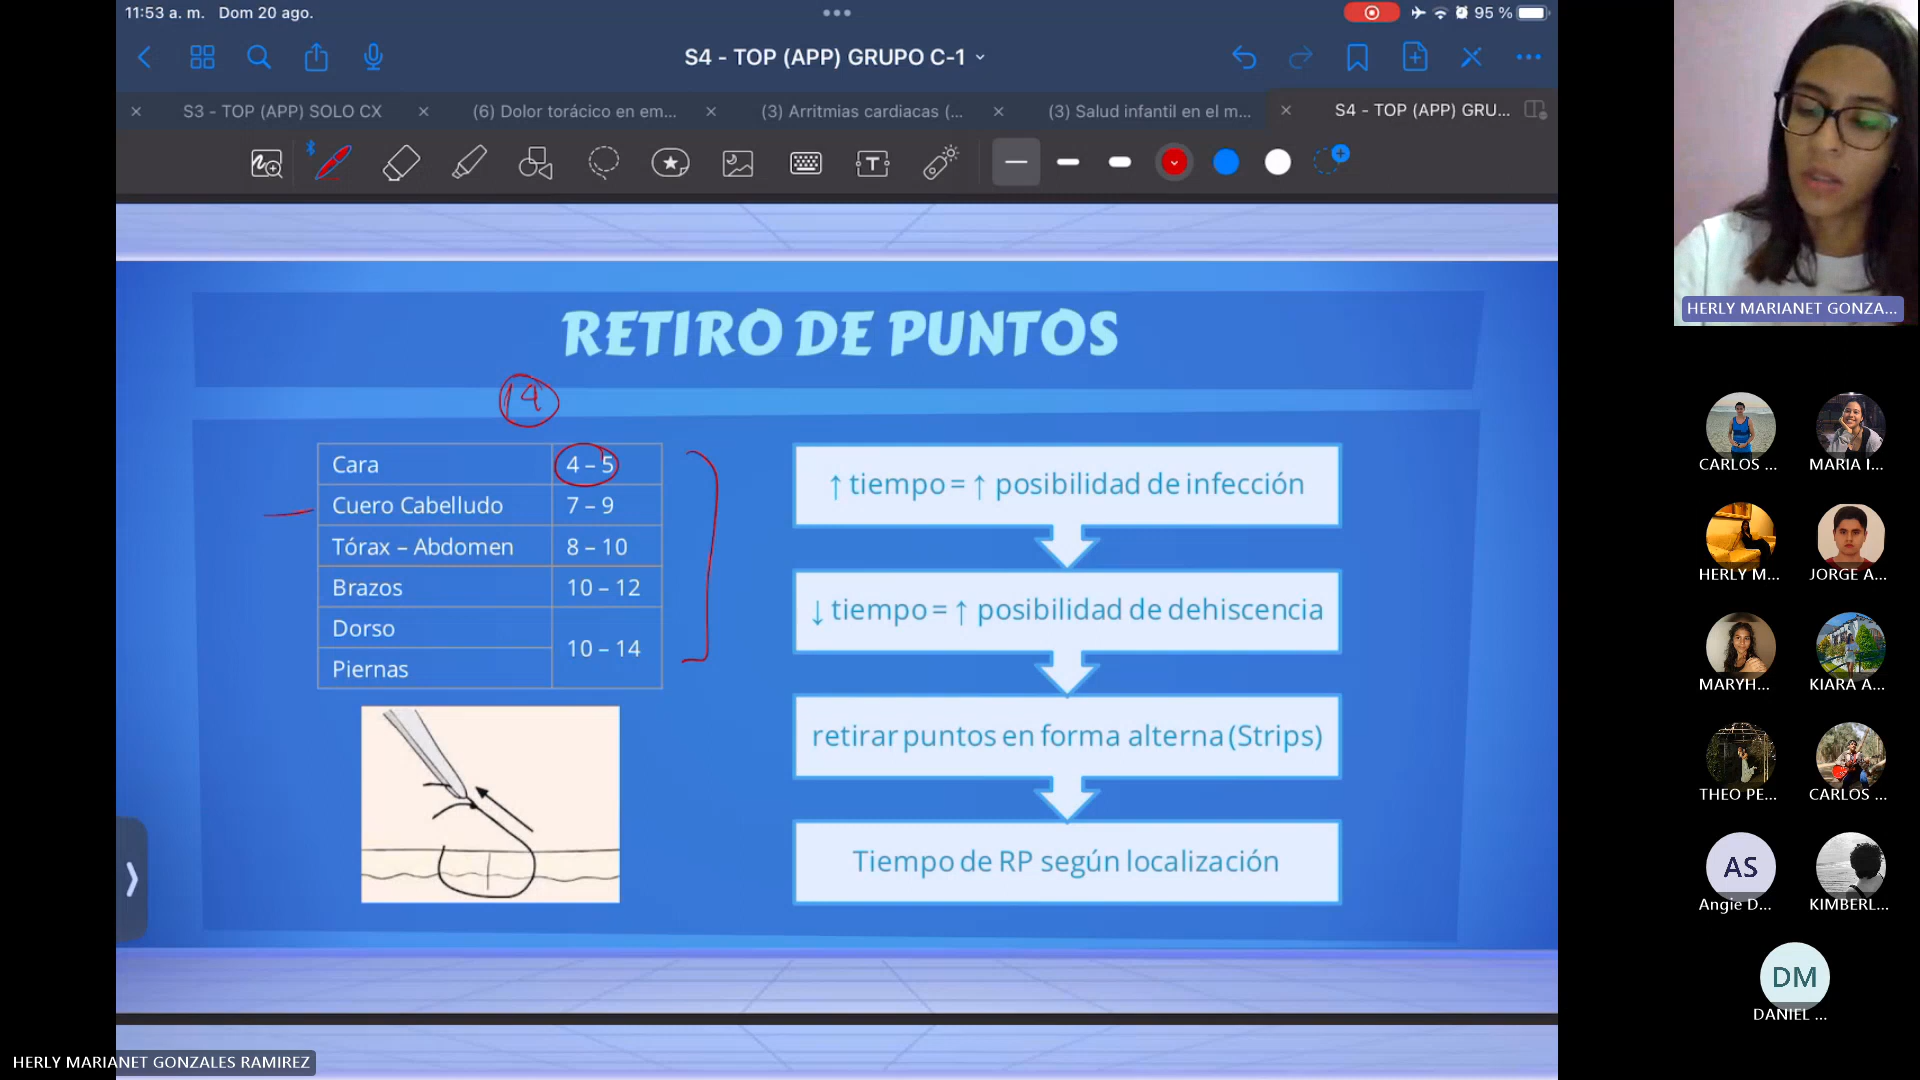 11:53 a. m. Dom 20 ago.
95 %
S4 - TOP (APP) GRUPO C-1
S3 - TOP (APP) SOLO CX
(6) Dolor torácico en em...
(3) Arritmias cardiacas (...
(3) Salud infantil en el m...
S4 - TOP (APP) GRU...
T
HERLY MARIANET GONZA...
RETIRO DE PUNTOS
14
Cara 4 – 5
Cuero Cabelludo 7 – 9
Tórax – Abdomen 8 – 10
Brazos 10 – 12
Dorso
10 – 14
Piernas
↑ tiempo = ↑ posibilidad de infección
↓ tiempo = ↑ posibilidad de dehiscencia
retirar puntos en forma alterna (Strips)
Tiempo de RP según localización
CARLOS ...
MARIA I...
HERLY M...
JORGE A...
MARYH...
KIARA A...
THEO PE...
CARLOS ...
AS
Angie D...
KIMBERL...
DM
DANIEL ...
HERLY MARIANET GONZALES RAMIREZ